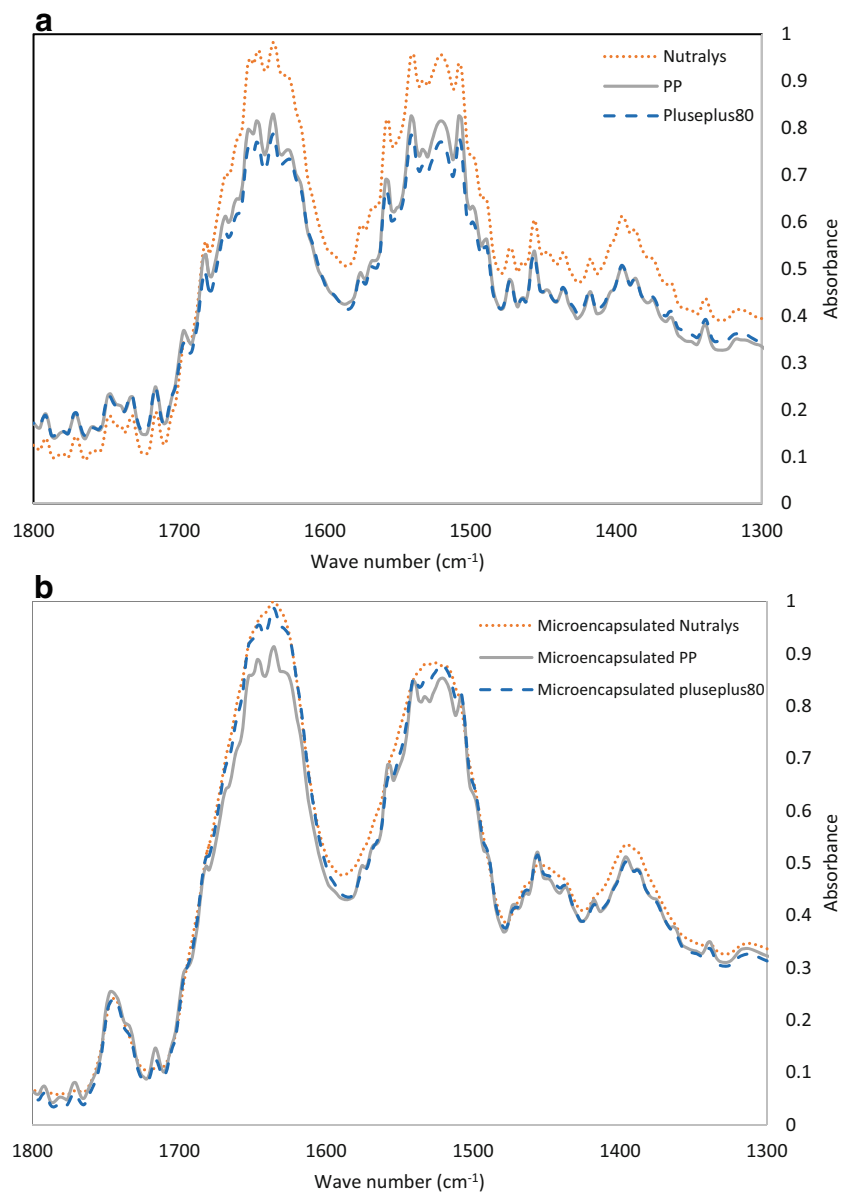 a
Nutralys
PP
Pluseplus80
1
0.9
0.8
0.7
0.6
0.5
0.4
0.3
0.2
0.1
0
Absorbance
1800 1700 1600 1500 1400 1300
Wave number (cm-1)
b
Microencapsulated Nutralys
Microencapsulated PP
Microencapsulated pluseplus80
1
0.9
0.8
0.7
0.6
0.5
0.4
0.3
0.2
0.1
0
Absorbance
1800 1700 1600 1500 1400 1300
Wave number (cm-1)